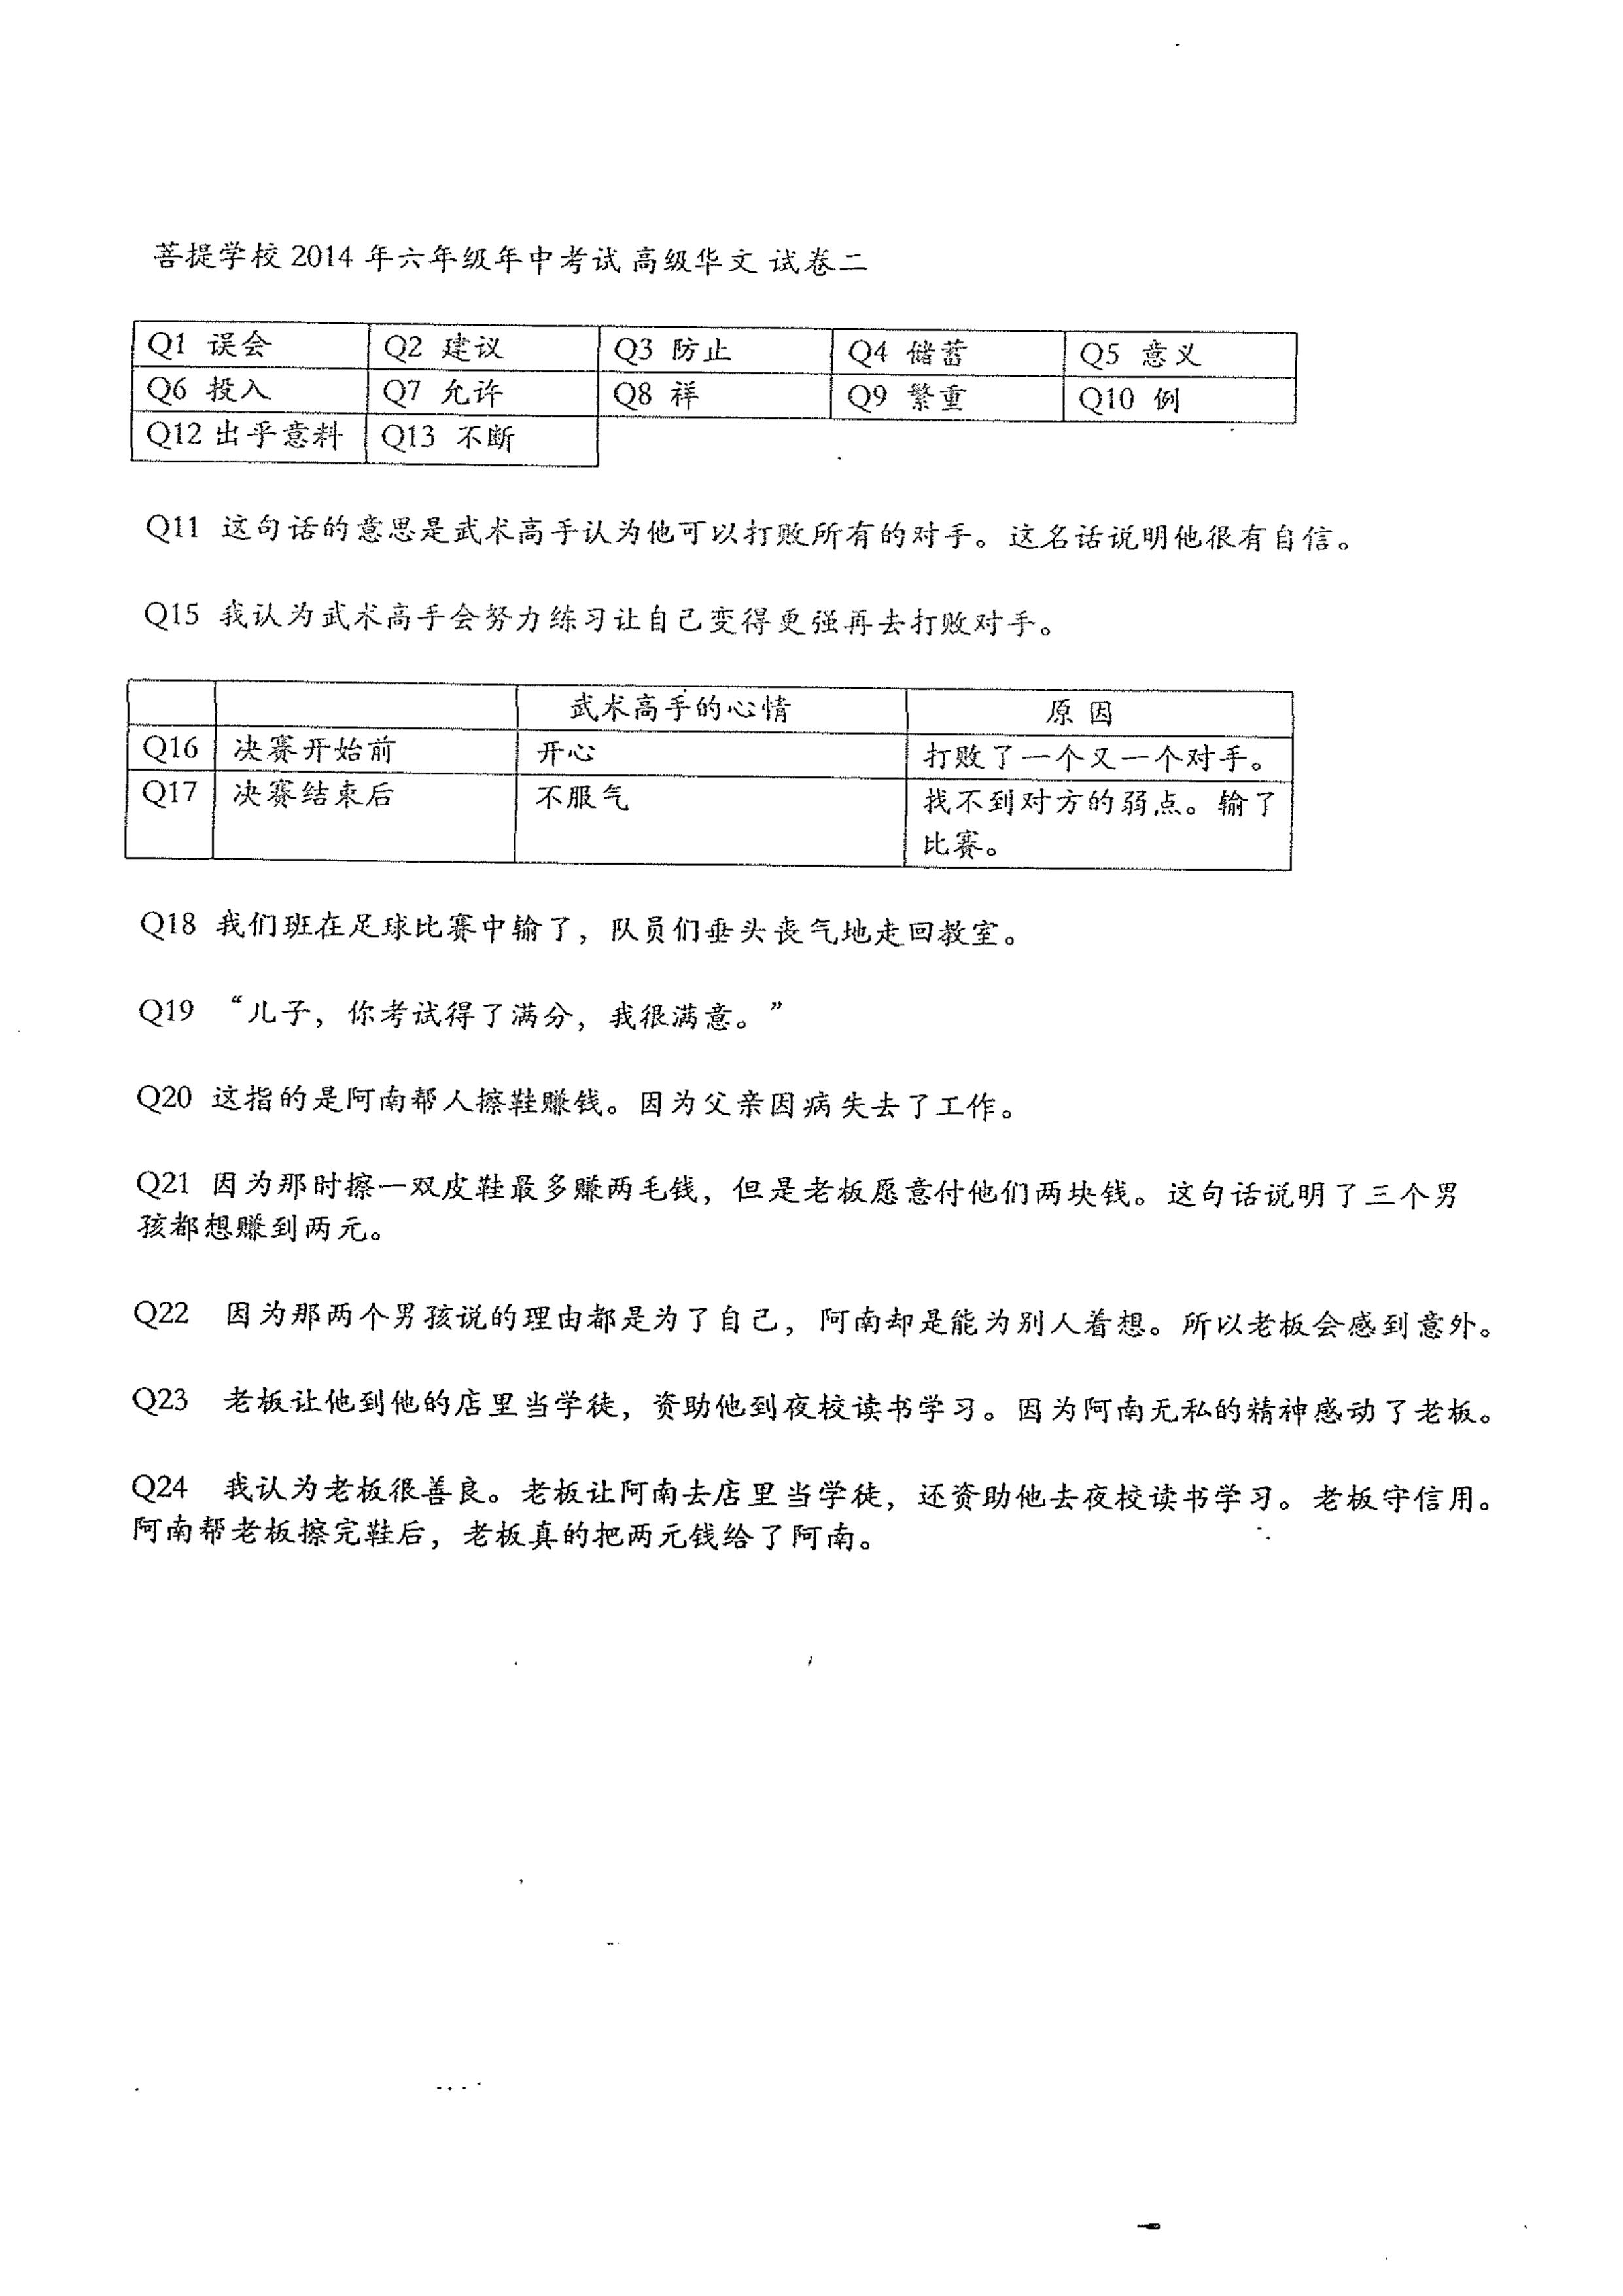 菩提学校 2014 年六年级年中考试 高级华文 试卷二
Q1 误会 Q2 建议 Q3 防止 Q4 储蓄 Q5 意义
Q6 投入 Q7 允许 Q8 祥 Q9 繁重 Q10 例
Q12 出乎意料 Q13 不断
Q11 这句话的意思是武术高手认为他可以打败所有的对手。这名话说明他很有自信。
Q15 我认为武术高手会努力练习让自己变得更强再去打败对手。
武术高手的心情 原因
Q16 决赛开始前 开心 打败了一个又一个对手。
Q17 决赛结束后 不服气 找不到对方的弱点。输了
比赛。
Q18 我们班在足球比赛中输了，队员们垂头丧气地走回教室。
Q19 “儿子，你考试得了满分，我很满意。”
Q20 这指的是阿南帮人擦鞋赚钱。因为父亲因病失去了工作。
Q21 因为那时擦一双皮鞋最多赚两毛钱，但是老板愿意付他们两块钱。这句话说明了三个男
孩都想赚到两元。
Q22 因为那两个男孩说的理由都是为了自己，阿南却是能为别人着想。所以老板会感到意外。
Q23 老板让他到他的店里当学徒，资助他到夜校读书学习。因为阿南无私的精神感动了老板。
Q24 我认为老板很善良。老板让阿南去店里当学徒，还资助他去夜校读书学习。老板守信用。
阿南帮老板擦完鞋后，老板真的把两元钱给了阿南。